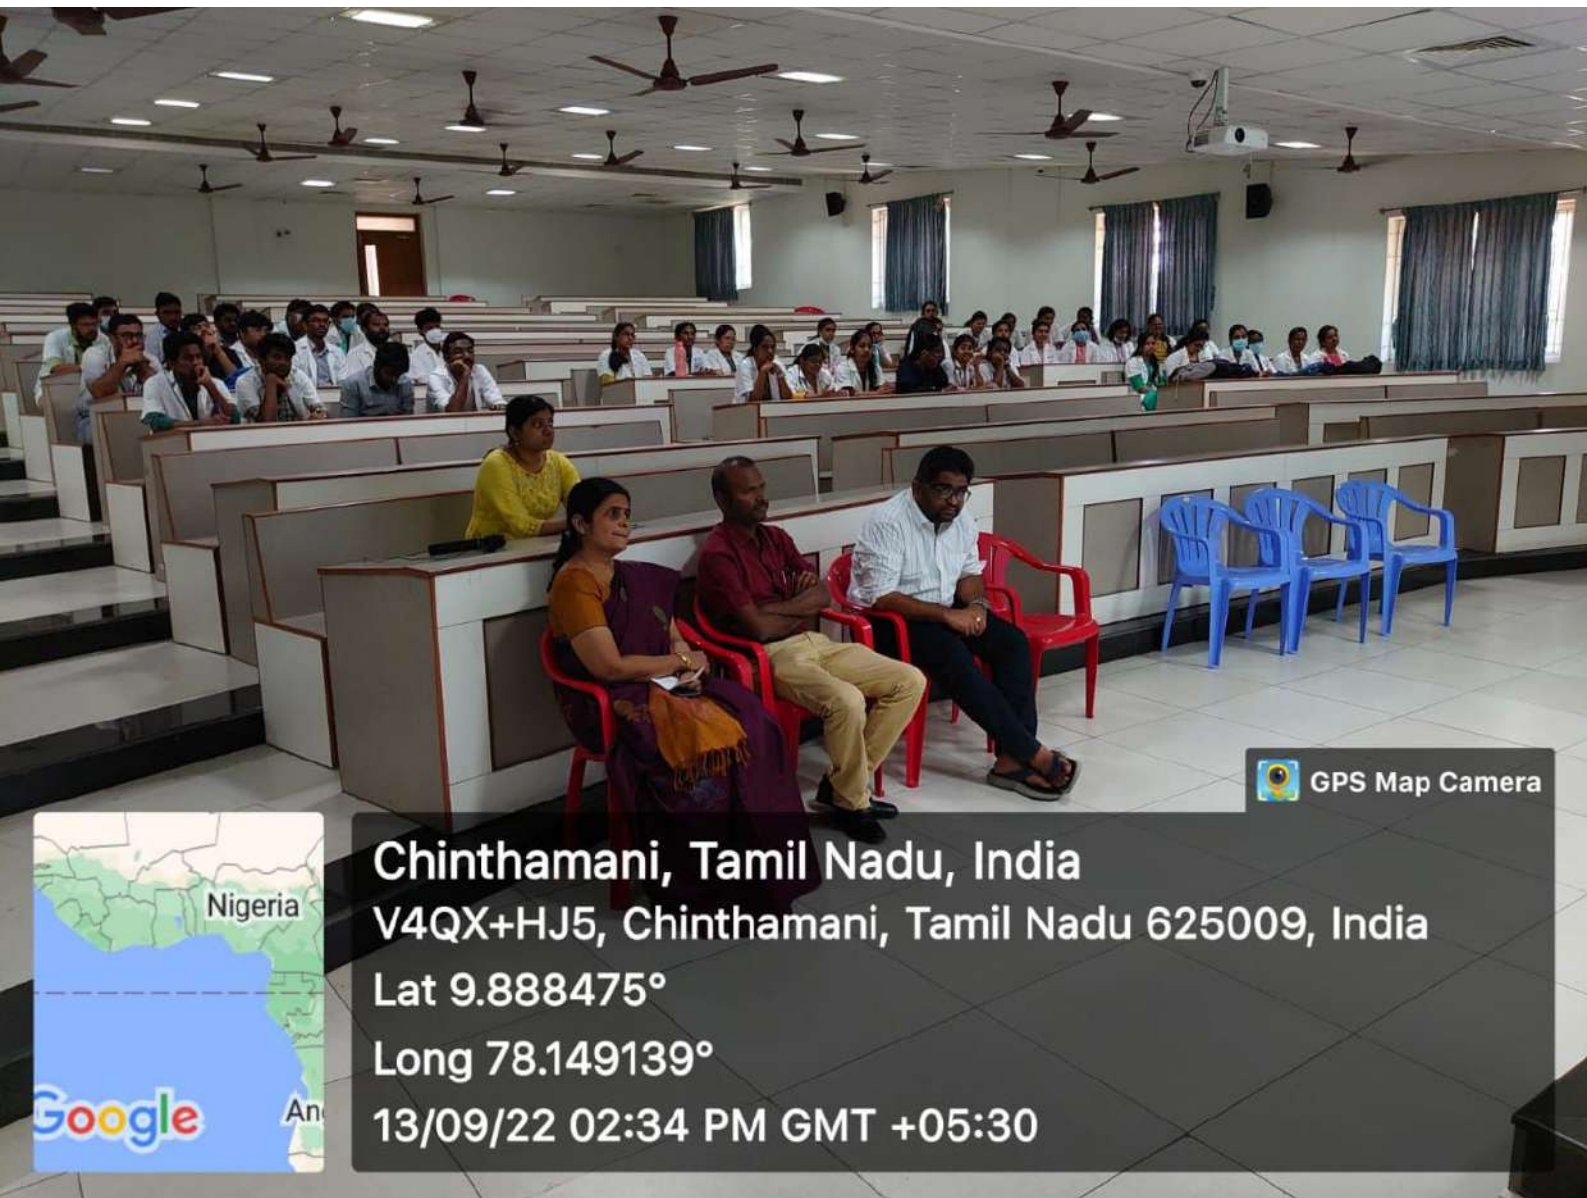 GPS Map Camera
Chinthamani, Tamil Nadu, India
V4QX+HJ5, Chinthamani, Tamil Nadu 625009, India
Lat 9.888475°
Long 78.149139°
13/09/22 02:34 PM GMT +05:30
Nigeria
Google
An